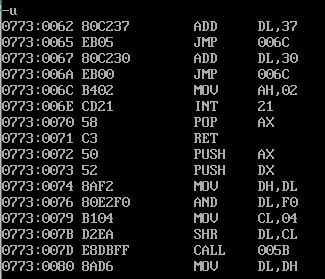 -u
0773:0062 80C237 ADD DL,37
0773:0065 EB05 JMP 006C
0773:0067 80C230 ADD DL,30
0773:006A EB00 JMP 006C
0773:006C B402 MOV AH,02
0773:006E CD21 INT 21
0773:0070 58 POP AX
0773:0071 C3 RET
0773:0072 50 PUSH AX
0773:0073 52 PUSH DX
0773:0074 8AF2 MOV DH,DL
0773:0076 80E2F0 AND DL,F0
0773:0079 B104 MOV CL,04
0773:007B D2EA SHR DL,CL
0773:007D E8DBFF CALL 005B
0773:0080 8AD6 MOV DL,DH